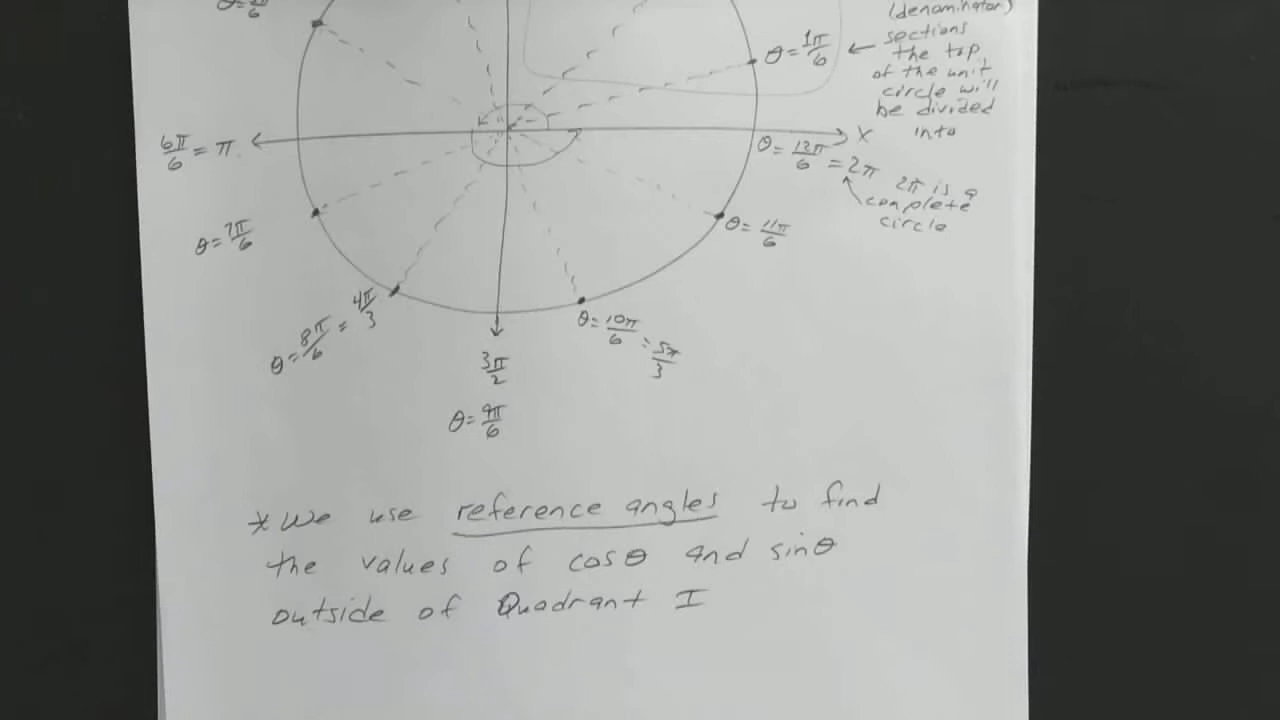 (denominator)
sections
the top
of the unit
circle will
be divided
into
θ = 1π/6 ←
6π/6 = π
x
θ = 12π/6 = 2π
2π is a
complete
circle
θ = 7π/6
θ = 11π/6
θ = 8π/6 = 4π/3
θ = 10π/6 = 5π/3
3π/2
θ = 9π/6
* We use reference angles to find
the values of cosθ and sinθ
outside of Quadrant I